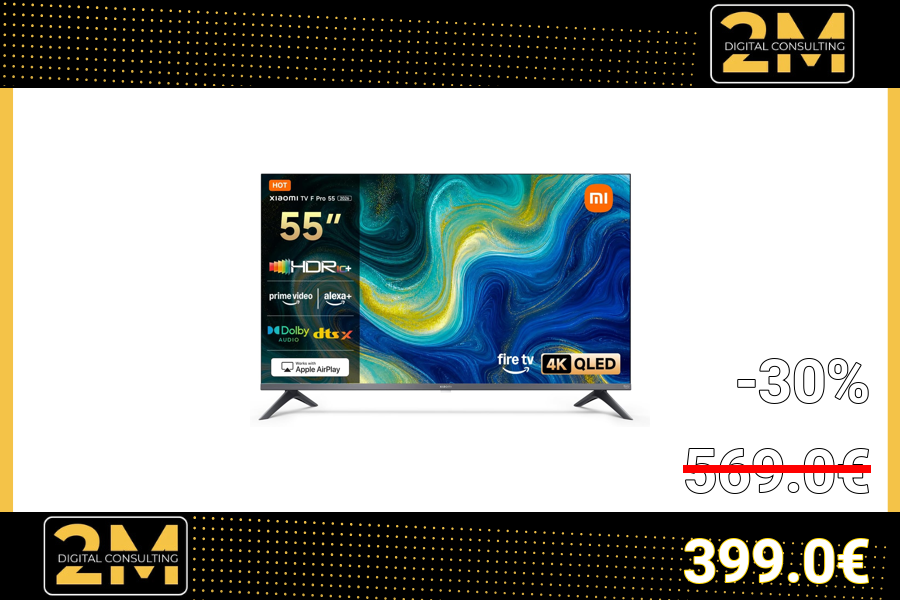 2M
DIGITAL CONSULTING
HOT
xiaomi TV F Pro 55 2026
55”
HDR10+
prime video | alexa+
Dolby AUDIO
dts X
Works with
Apple AirPlay
mi
fire tv
4K QLED
-30%
569.0€
2M
DIGITAL CONSULTING
399.0€